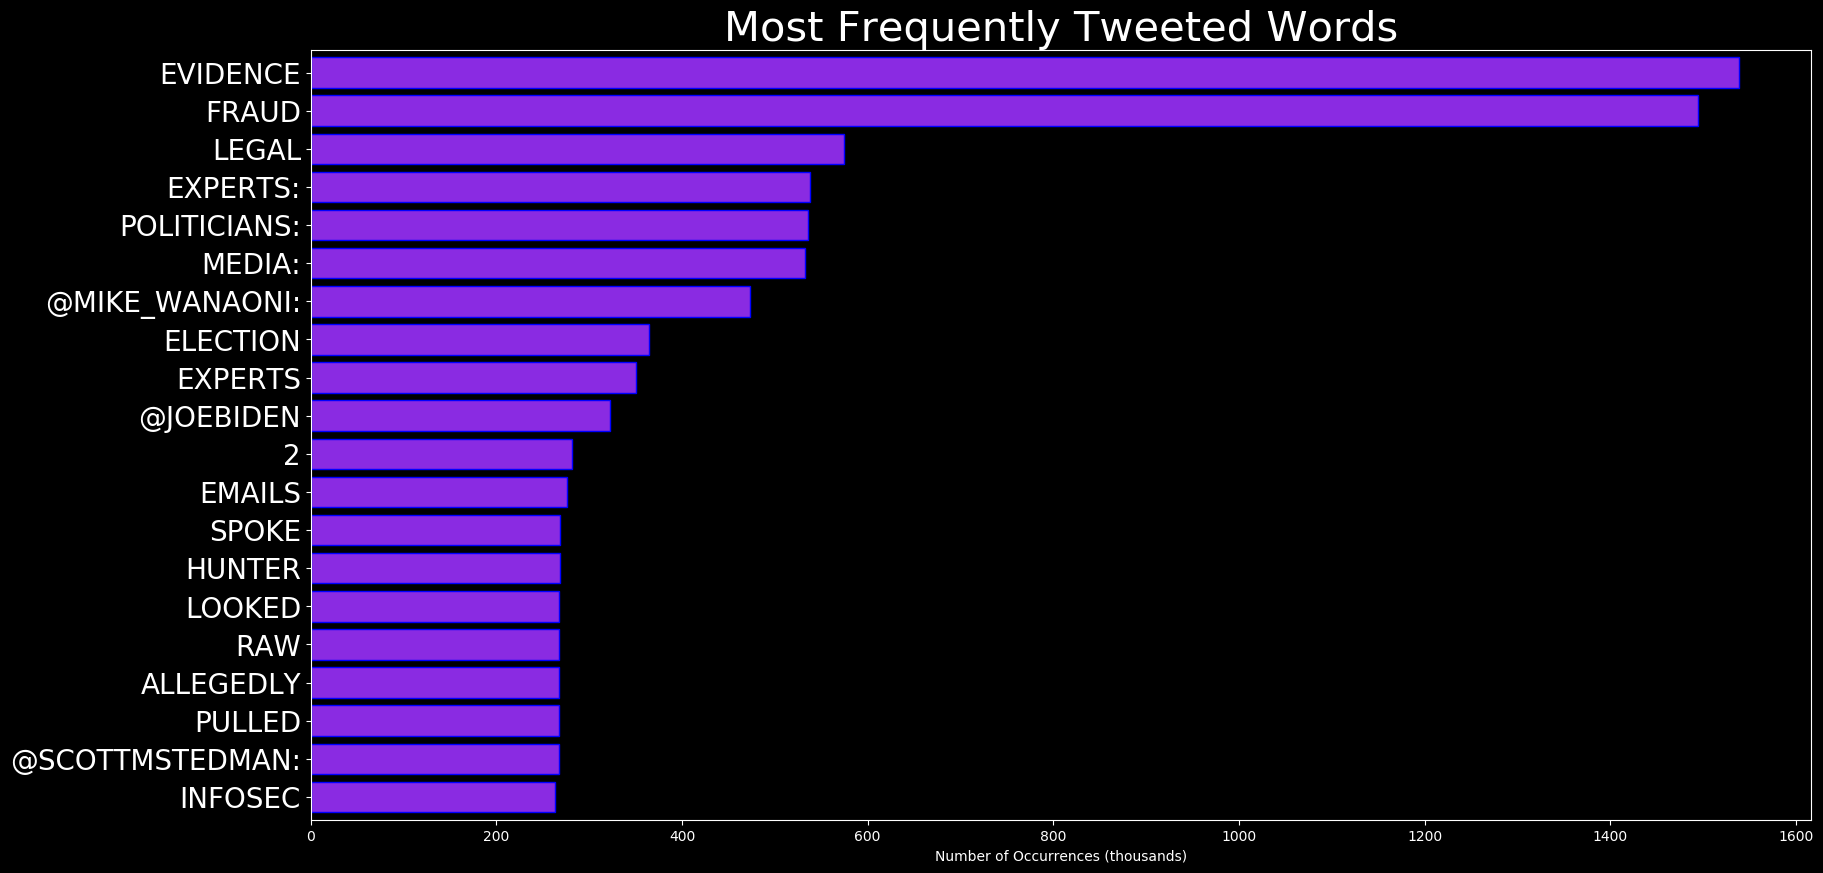 Most Frequently Tweeted Words
EVIDENCE
FRAUD
LEGAL
EXPERTS:
POLITICIANS:
MEDIA:
@MIKE_WANAONI:
ELECTION
EXPERTS
@JOEBIDEN
2
EMAILS
SPOKE
HUNTER
LOOKED
RAW
ALLEGEDLY
PULLED
@SCOTTMSTEDMAN:
INFOSEC
0 200 400 600 800 1000 1200 1400 1600
Number of Occurrences (thousands)